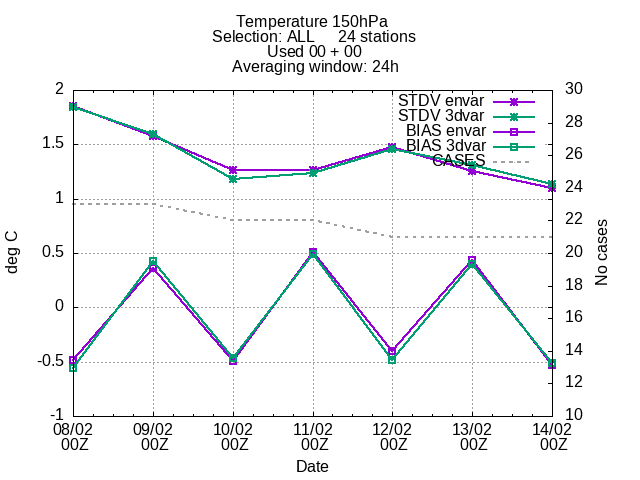 Temperature 150hPa
Selection: ALL 24 stations
Used 00 + 00
Averaging window: 24h
STDV envar
STDV 3dvar
BIAS envar
BIAS 3dvar
CASES
2
1.5
1
0.5
0
-0.5
-1
30
28
26
24
22
20
18
16
14
12
10
deg C
No cases
08/02 09/02 10/02 11/02 12/02 13/02 14/02
00Z 00Z 00Z 00Z 00Z 00Z 00Z
Date